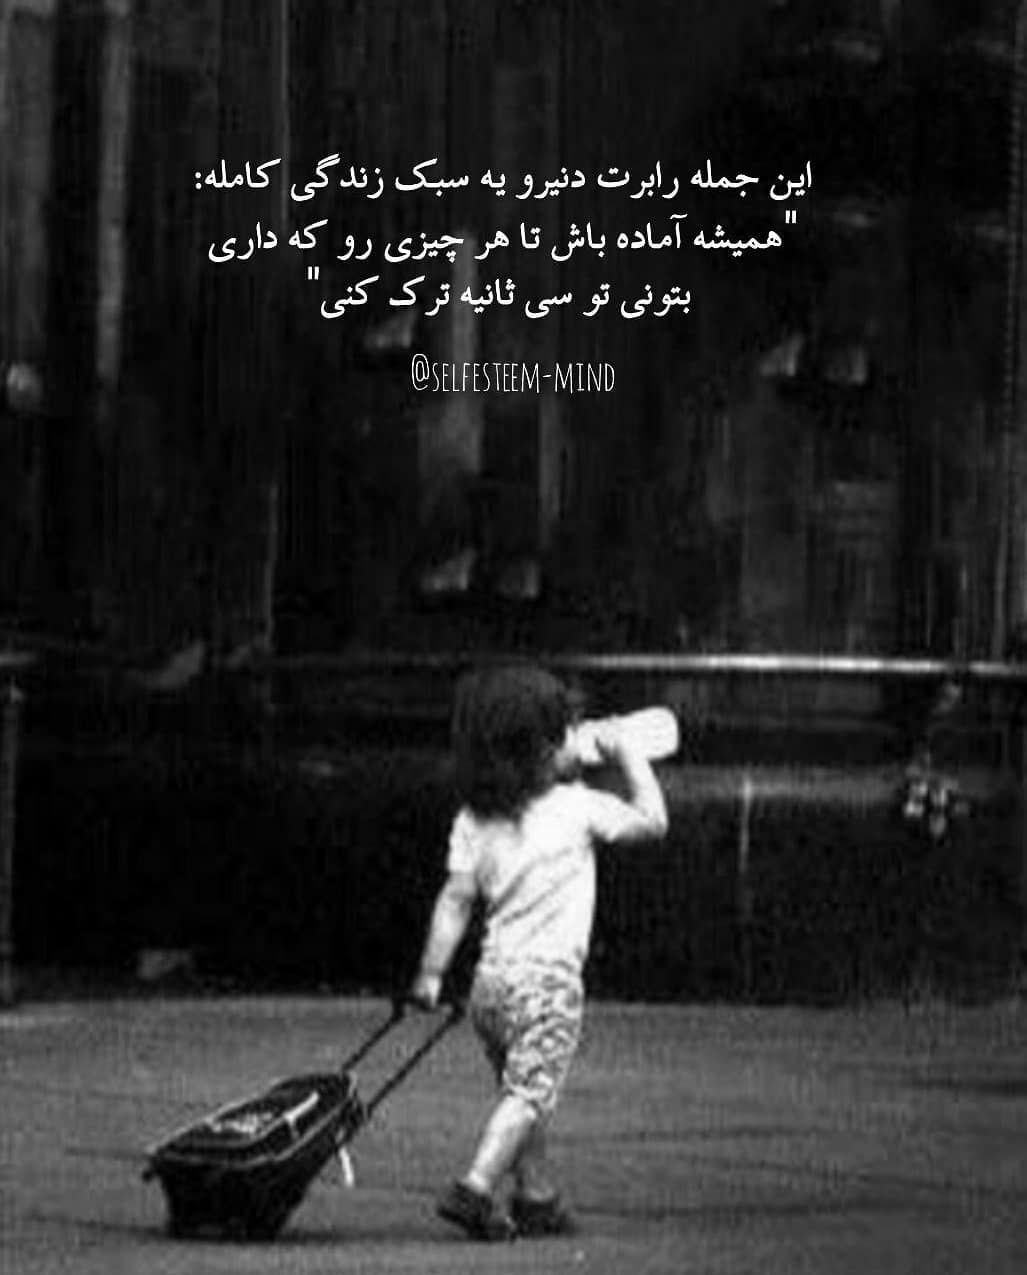 این جمله رابرت دنیرو یه سبک زندگی کامله:
"همیشه آماده باش تا هر چیزی رو که داری
بتونی تو سی ثانیه ترک کنی"
@SELFESTEEM-MIND